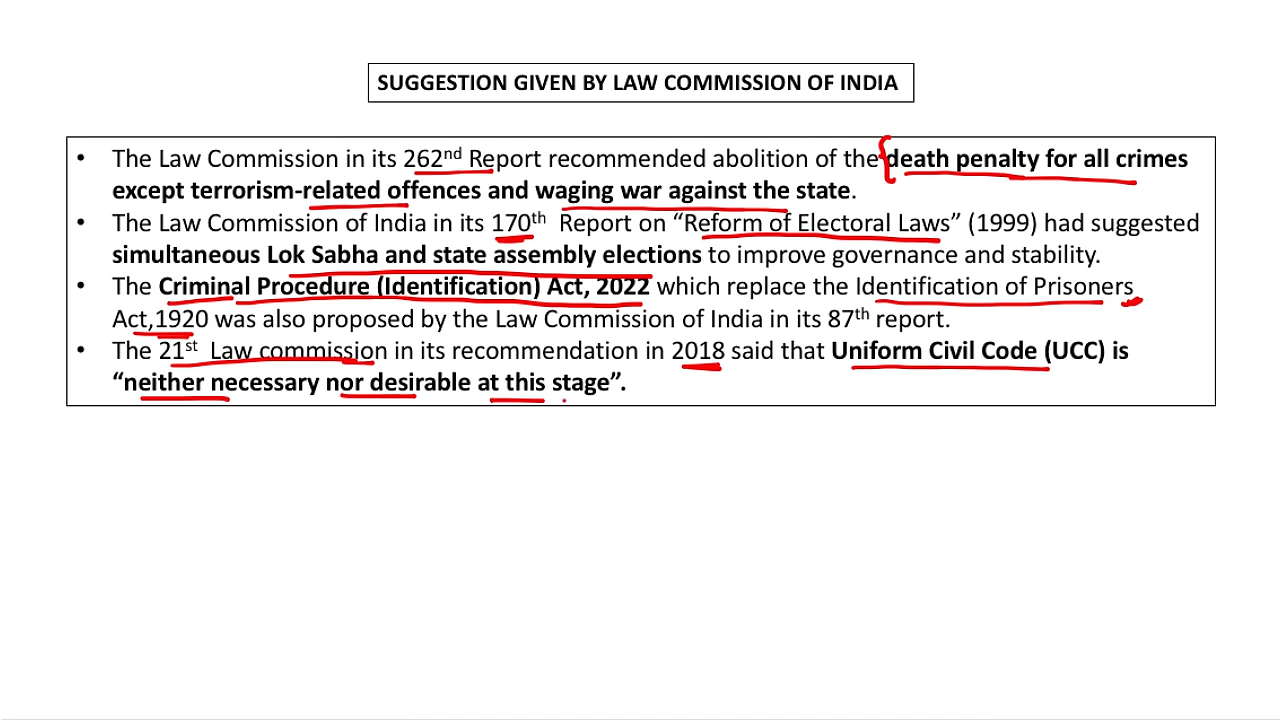 SUGGESTION GIVEN BY LAW COMMISSION OF INDIA
• The Law Commission in its 262nd Report recommended abolition of the death penalty for all crimes
except terrorism-related offences and waging war against the state.
• The Law Commission of India in its 170th Report on “Reform of Electoral Laws” (1999) had suggested
simultaneous Lok Sabha and state assembly elections to improve governance and stability.
• The Criminal Procedure (Identification) Act, 2022 which replace the Identification of Prisoners
Act,1920 was also proposed by the Law Commission of India in its 87th report.
• The 21st Law commission in its recommendation in 2018 said that Uniform Civil Code (UCC) is
“neither necessary nor desirable at this stage”.